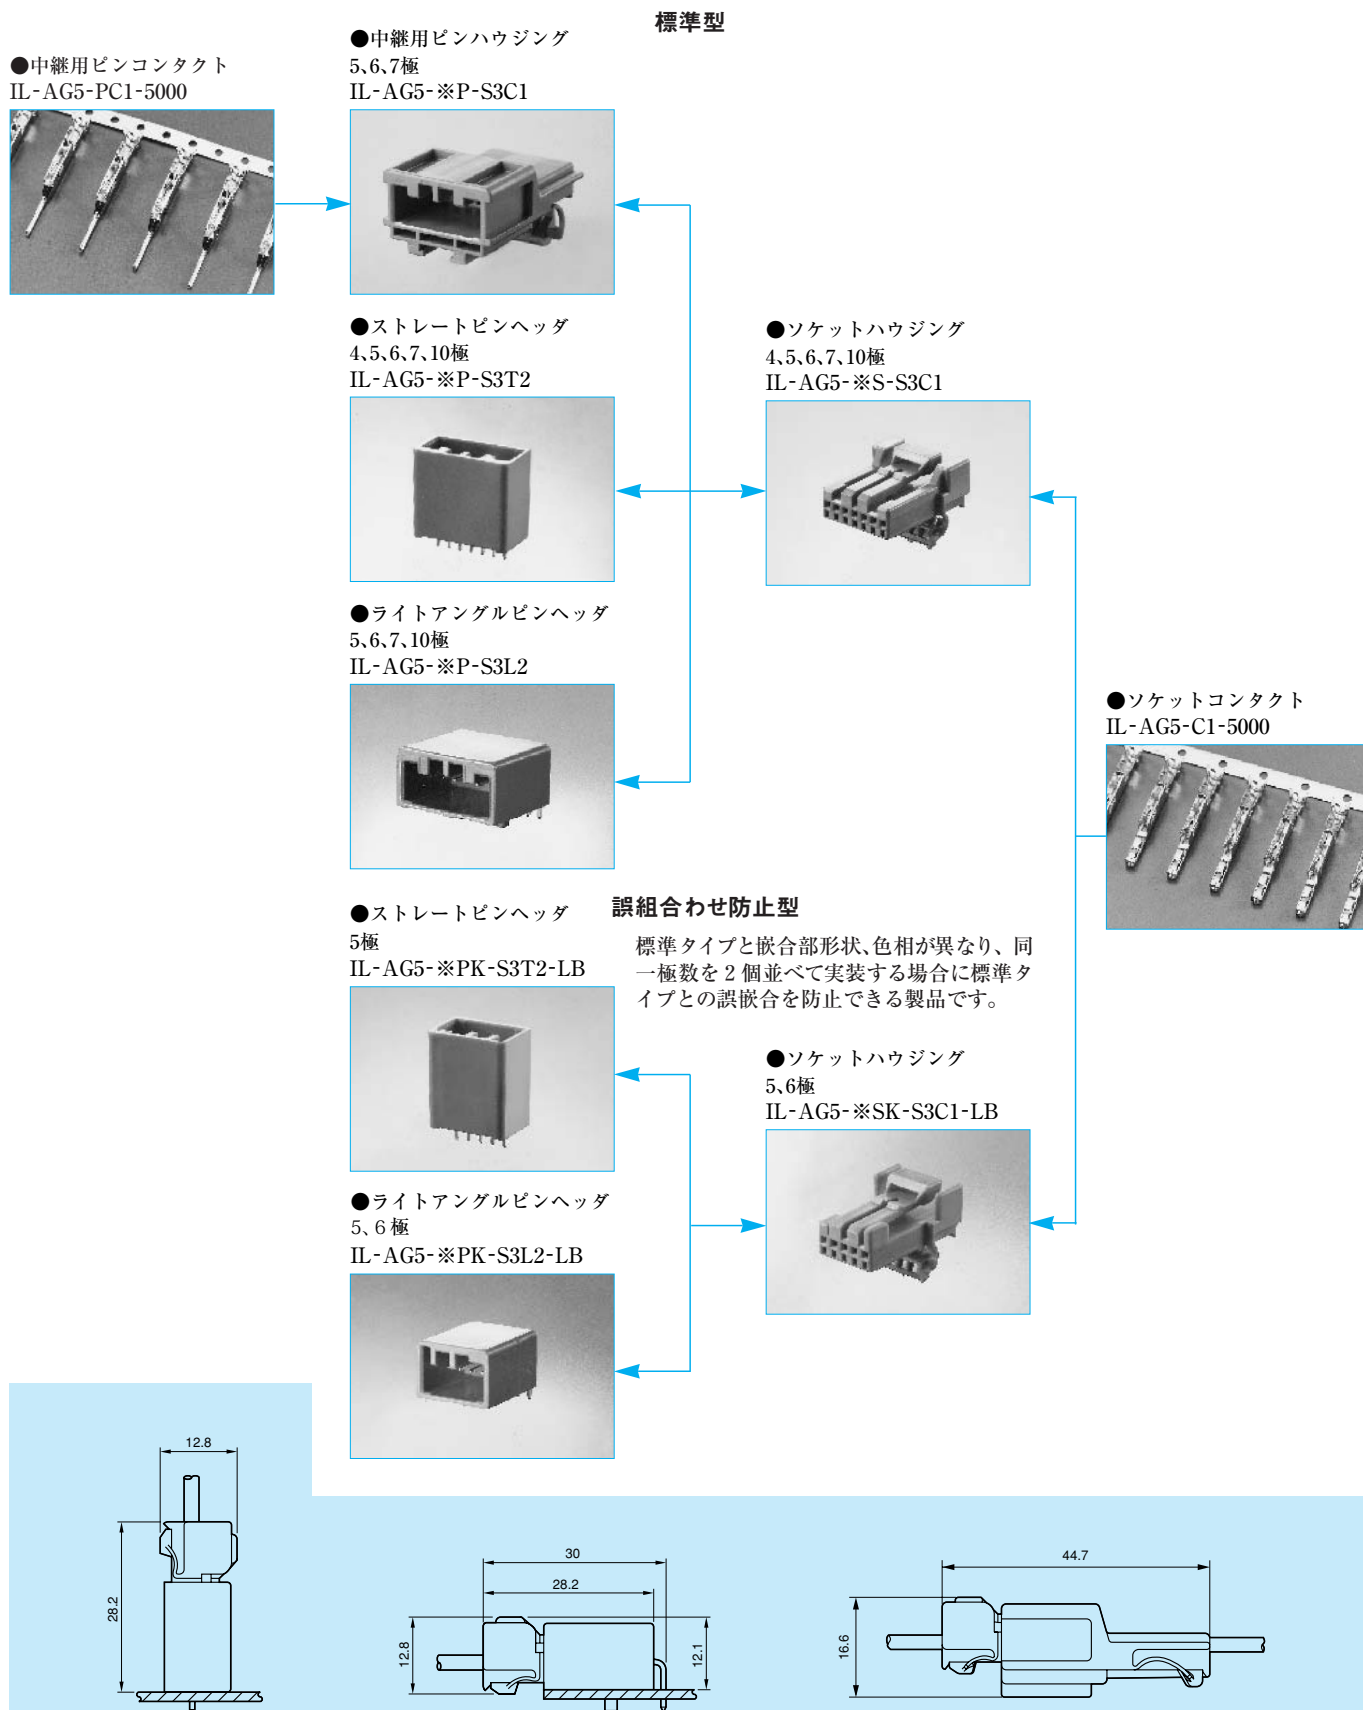 標準型
●中継用ピンコンタクト
IL-AG5-PC1-5000
●中継用ピンハウジング
5、6、7極
IL-AG5-※P-S3C1
●ストレートピンヘッダ
4、5、6、7、10極
IL-AG5-※P-S3T2
●ソケットハウジング
4、5、6、7、10極
IL-AG5-※S-S3C1
●ライトアングルピンヘッダ
5、6、7、10極
IL-AG5-※P-S3L2
●ソケットコンタクト
IL-AG5-C1-5000
誤組合わせ防止型
標準タイプと嵌合部形状、色相が異なり、同
一極数を2個並べて実装する場合に標準タ
イプとの誤嵌合を防止できる製品です。
●ストレートピンヘッダ
5極
IL-AG5-※PK-S3T2-LB
●ソケットハウジング
5、6極
IL-AG5-※SK-S3C1-LB
●ライトアングルピンヘッダ
5、6極
IL-AG5-※PK-S3L2-LB
12.8
28.2
30
28.2
12.8
12.1
44.7
16.6